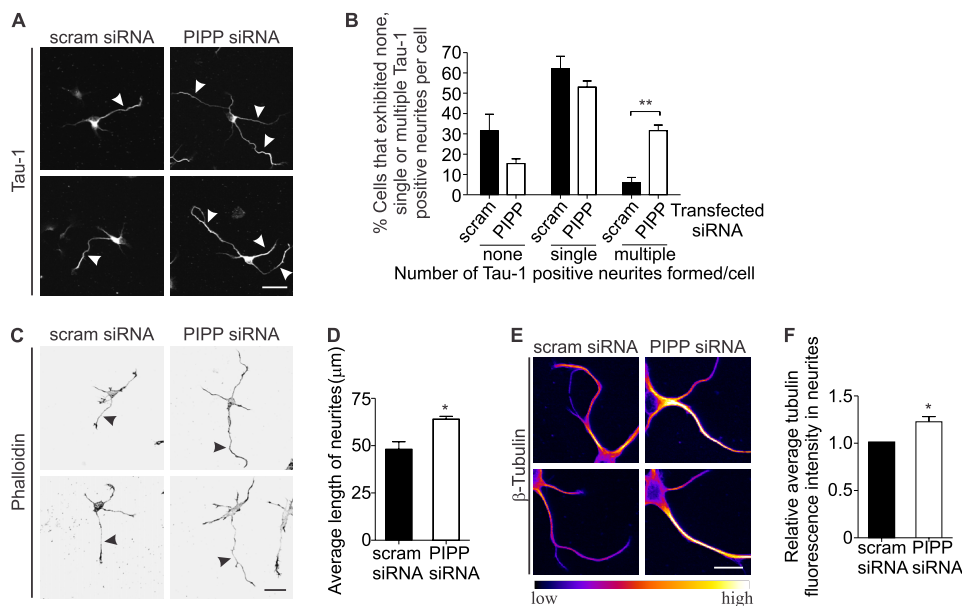 A
scram siRNA
PIPP siRNA
Tau-1
B
% Cells that exhibited none,
single or multiple Tau-1
positive neurites per cell
70
60
50
40
30
20
10
0
**
scram
PIPP
scram
PIPP
scram
PIPP
Transfected
siRNA
none
single
multiple
Number of Tau-1 positive neurites formed/cell
C
scram siRNA
PIPP siRNA
Phalloidin
D
Average length of neurites(μm)
75
50
25
0
*
scram
siRNA
PIPP
siRNA
E
scram siRNA
PIPP siRNA
β-Tubulin
low
high
F
Relative average tubulin
fluorescence intensity in neurites
1.5
1.0
0.5
0
*
scram
siRNA
PIPP
siRNA